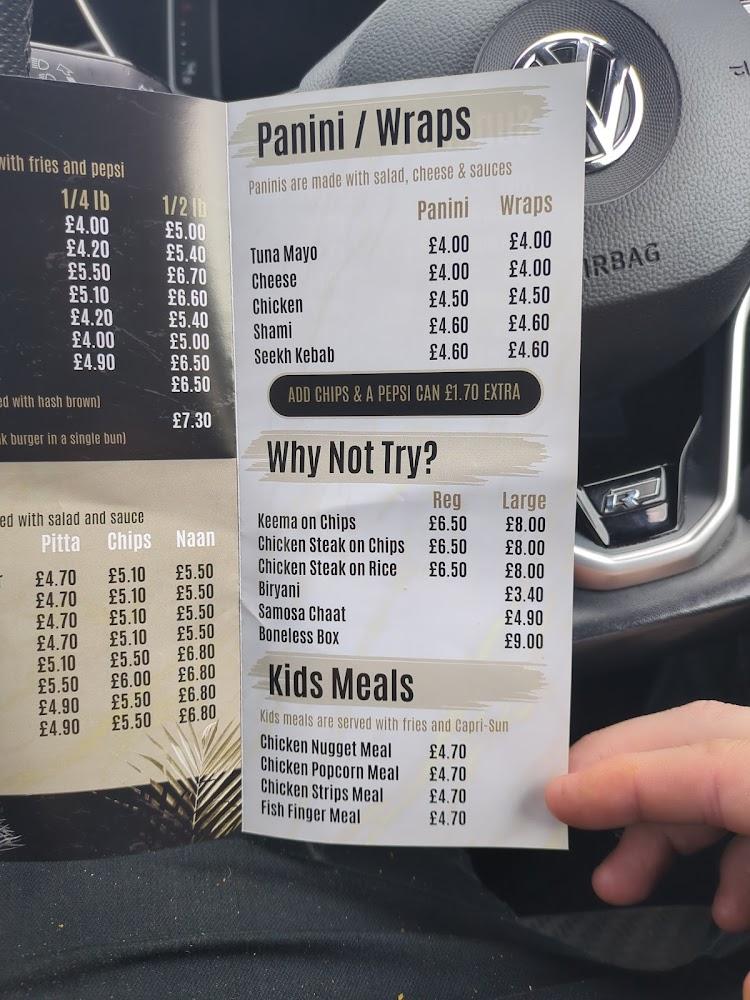 with fries and pepsi
1/4 lb 1/2 lb
£4.00 £5.00
£4.20 £5.40
£5.50 £6.70
£5.10 £6.60
£4.20 £5.40
£4.00 £5.00
£4.90 £6.50
£6.50
ed with hash brown)
£7.30
k burger in a single bun)
ed with salad and sauce
Pitta Chips Naan
£4.70 £5.10 £5.50
£4.70 £5.10 £5.50
£4.70 £5.10 £5.50
£4.70 £5.10 £5.50
£5.10 £5.50 £6.80
£5.50 £6.00 £6.80
£4.90 £5.50 £6.80
£4.90 £5.50 £6.80
Panini / Wraps
Paninis are made with salad, cheese & sauces
Panini Wraps
Tuna Mayo £4.00 £4.00
Cheese £4.00 £4.00
Chicken £4.50 £4.50
Shami £4.60 £4.60
Seekh Kebab £4.60 £4.60
ADD CHIPS & A PEPSI CAN £1.70 EXTRA
Why Not Try?
Reg Large
Keema on Chips £6.50 £8.00
Chicken Steak on Chips £6.50 £8.00
Chicken Steak on Rice £6.50 £8.00
Biryani £3.40
Samosa Chaat £4.90
Boneless Box £9.00
Kids Meals
Kids meals are served with fries and Capri-Sun
Chicken Nugget Meal £4.70
Chicken Popcorn Meal £4.70
Chicken Strips Meal £4.70
Fish Finger Meal £4.70
IRBAG
R